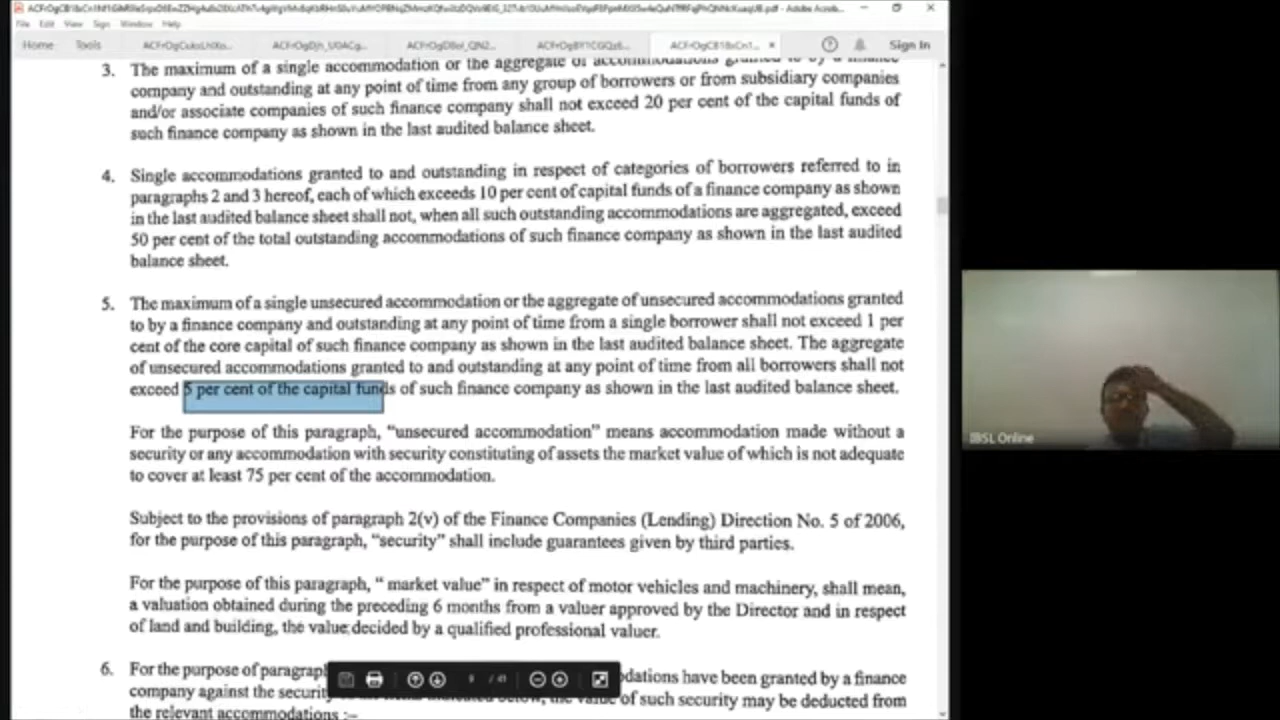 File Edit View Sign Window Help
Home Tools ACFrOgDjh_U0ACg... ACFrOgBY1CGQz6... ACFrOgCB18xCn1... × Sign In
3. The maximum of a single accommodation or the aggregate of accommodations granted to by a finance
company and outstanding at any point of time from any group of borrowers or from subsidiary companies
and/or associate companies of such finance company shall not exceed 20 per cent of the capital funds of
such finance company as shown in the last audited balance sheet.
4. Single accommodations granted to and outstanding in respect of categories of borrowers referred to in
paragraphs 2 and 3 hereof, each of which exceeds 10 per cent of capital funds of a finance company as shown
in the last audited balance sheet shall not, when all such outstanding accommodations are aggregated, exceed
50 per cent of the total outstanding accommodations of such finance company as shown in the last audited
balance sheet.
5. The maximum of a single unsecured accommodation or the aggregate of unsecured accommodations granted
to by a finance company and outstanding at any point of time from a single borrower shall not exceed 1 per
cent of the core capital of such finance company as shown in the last audited balance sheet. The aggregate
of unsecured accommodations granted to and outstanding at any point of time from all borrowers shall not
exceed 5 per cent of the capital funds of such finance company as shown in the last audited balance sheet.
For the purpose of this paragraph, “unsecured accommodation” means accommodation made without a
security or any accommodation with security constituting of assets the market value of which is not adequate
to cover at least 75 per cent of the accommodation.
Subject to the provisions of paragraph 2(v) of the Finance Companies (Lending) Direction No. 5 of 2006,
for the purpose of this paragraph, “security” shall include guarantees given by third parties.
For the purpose of this paragraph, “ market value” in respect of motor vehicles and machinery, shall mean,
a valuation obtained during the preceding 6 months from a valuer approved by the Director and in respect
of land and building, the value decided by a qualified professional valuer.
6. For the purpose of paragraph dations have been granted by a finance
company against the security of such security may be deducted from
the relevant accommodations :–
9 / 49
IBSL Online